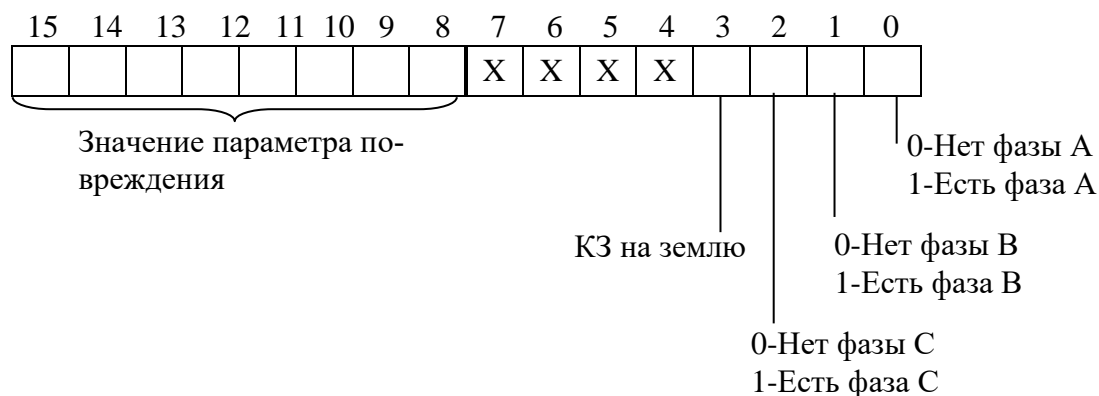 15 14 13 12 11 10 9 8 7 6 5 4 3 2 1 0
X X X X
Значение параметра по-
вреждения
0-Нет фазы А
1-Есть фаза А
КЗ на землю
0-Нет фазы В
1-Есть фаза В
0-Нет фазы С
1-Есть фаза С